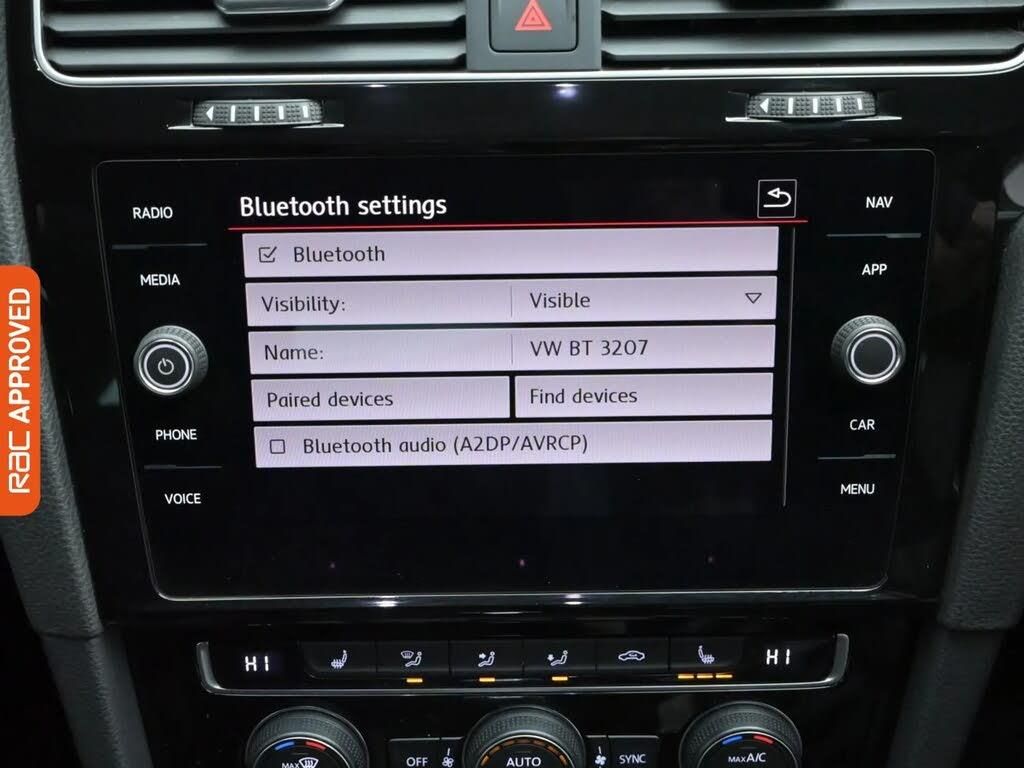 RADIO
MEDIA
PHONE
VOICE
Bluetooth settings
Bluetooth
Visibility: Visible
Name: VW BT 3207
Paired devices Find devices
Bluetooth audio (A2DP/AVRCP)
NAV
APP
CAR
MENU
RAC APPROVED
HI HI
MAX OFF AUTO SYNC MAX A/C